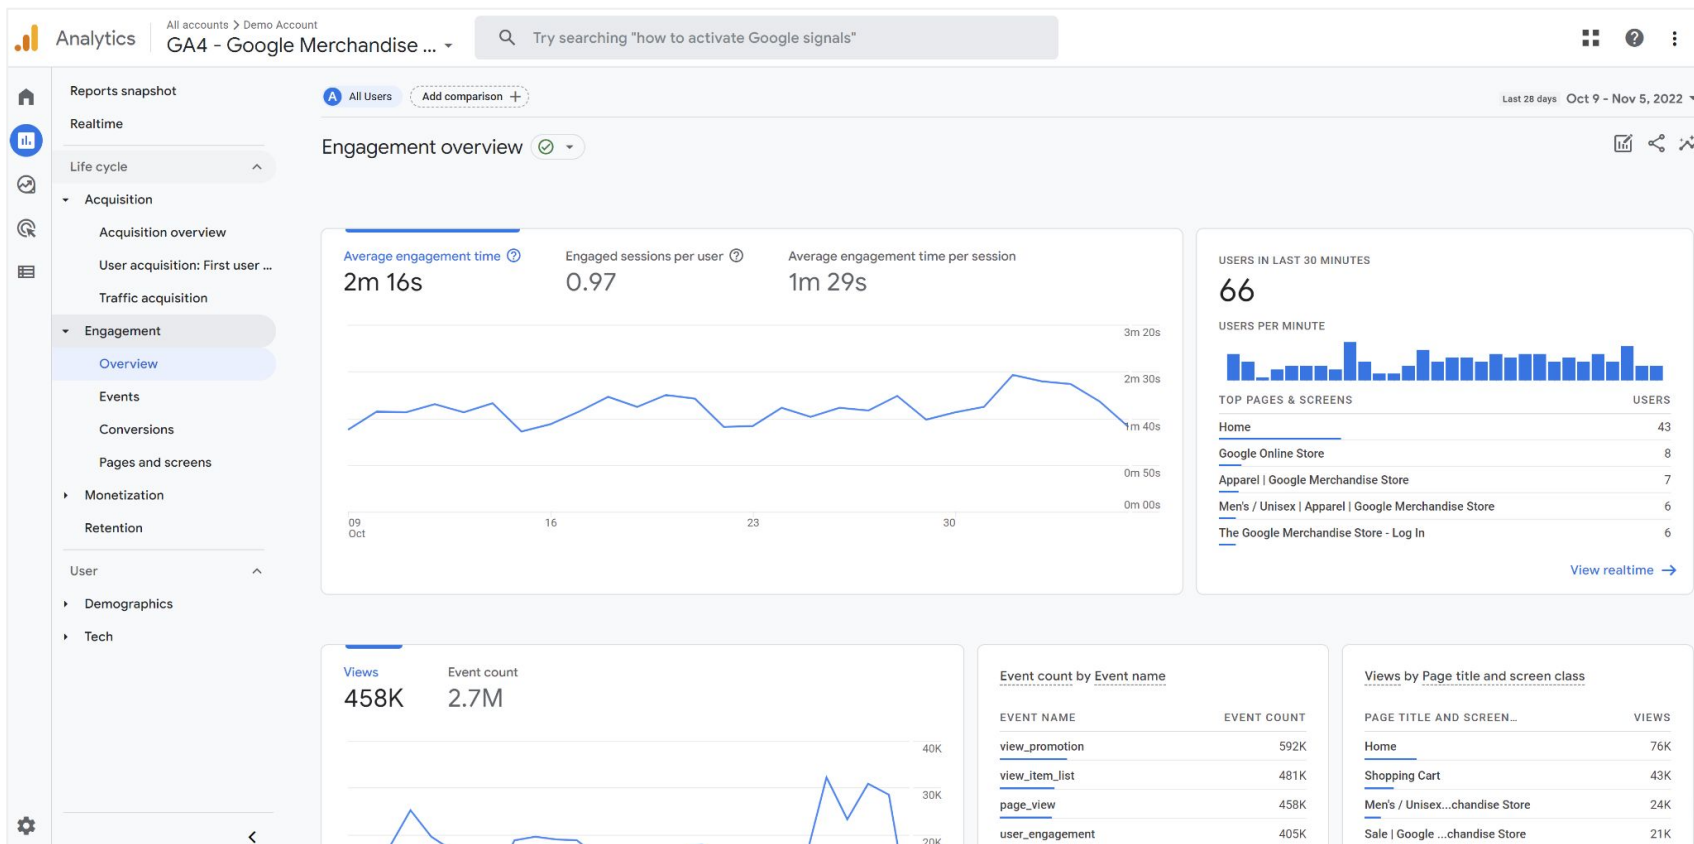 Analytics
All accounts > Demo Account
GA4 - Google Merchandise ...
Try searching "how to activate Google signals"
Reports snapshot
Realtime
Life cycle
Acquisition
Acquisition overview
User acquisition: First user ...
Traffic acquisition
Engagement
Overview
Events
Conversions
Pages and screens
Monetization
Retention
User
Demographics
Tech
A All Users
Add comparison +
Last 28 days Oct 9 - Nov 5, 2022
Engagement overview
Average engagement time
2m 16s
Engaged sessions per user
0.97
Average engagement time per session
1m 29s
3m 20s
2m 30s
1m 40s
0m 50s
0m 00s
09
Oct
16
23
30
USERS IN LAST 30 MINUTES
66
USERS PER MINUTE
TOP PAGES & SCREENS USERS
Home 43
Google Online Store 8
Apparel | Google Merchandise Store 7
Men's / Unisex | Apparel | Google Merchandise Store 6
The Google Merchandise Store - Log In 6
View realtime
Views
458K
Event count
2.7M
40K
30K
20K
Event count by Event name
EVENT NAME EVENT COUNT
view_promotion 592K
view_item_list 481K
page_view 458K
user_engagement 405K
Views by Page title and screen class
PAGE TITLE AND SCREEN... VIEWS
Home 76K
Shopping Cart 43K
Men's / Unisex...chandise Store 24K
Sale | Google ...chandise Store 21K